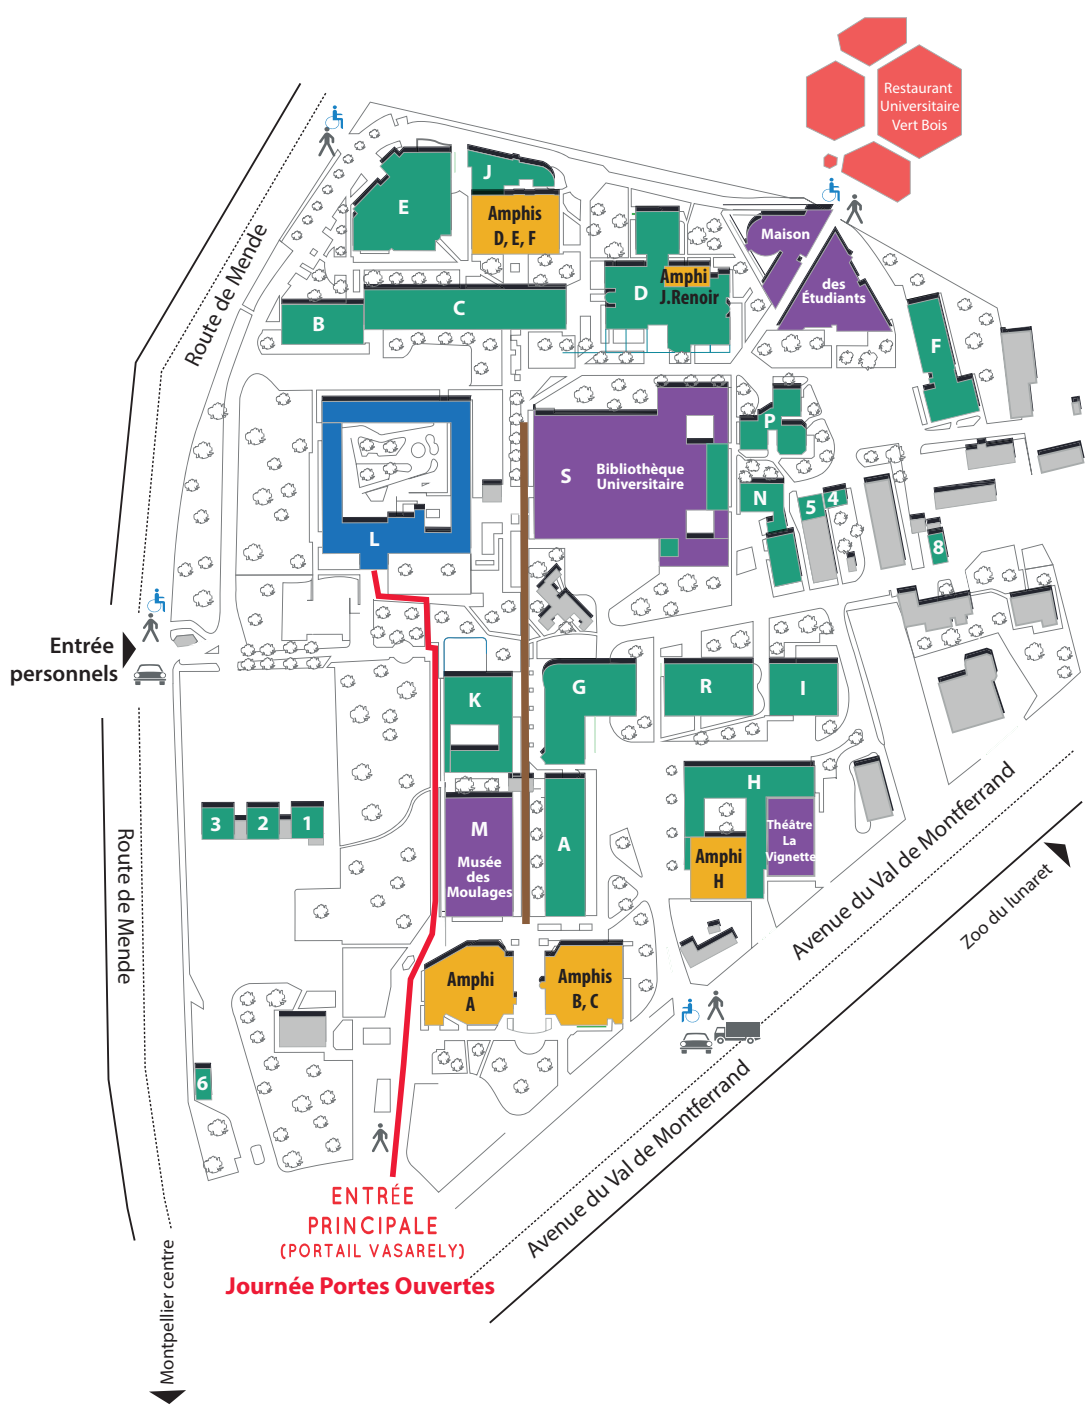 Restaurant
Universitaire
Vert Bois
J
E
Amphis
D, E, F
Maison
des
Étudiants
Amphi
J.Renoir
D
C
B
F
Route de Mende
P
S
Bibliothèque
Universitaire
N
5
4
8
L
Entrée
personnels
K
G
R
I
H
3
2
1
M
Musée
des
Moulages
A
Théâtre
La
Vignette
Amphi
H
Route de Mende
Avenue du Val de Montferrand
Zoo du lunaret
Amphi
A
Amphis
B, C
6
Avenue du Val de Montferrand
ENTRÉE
PRINCIPALE
(PORTAIL VASARELY)
Journée Portes Ouvertes
Montpellier centre